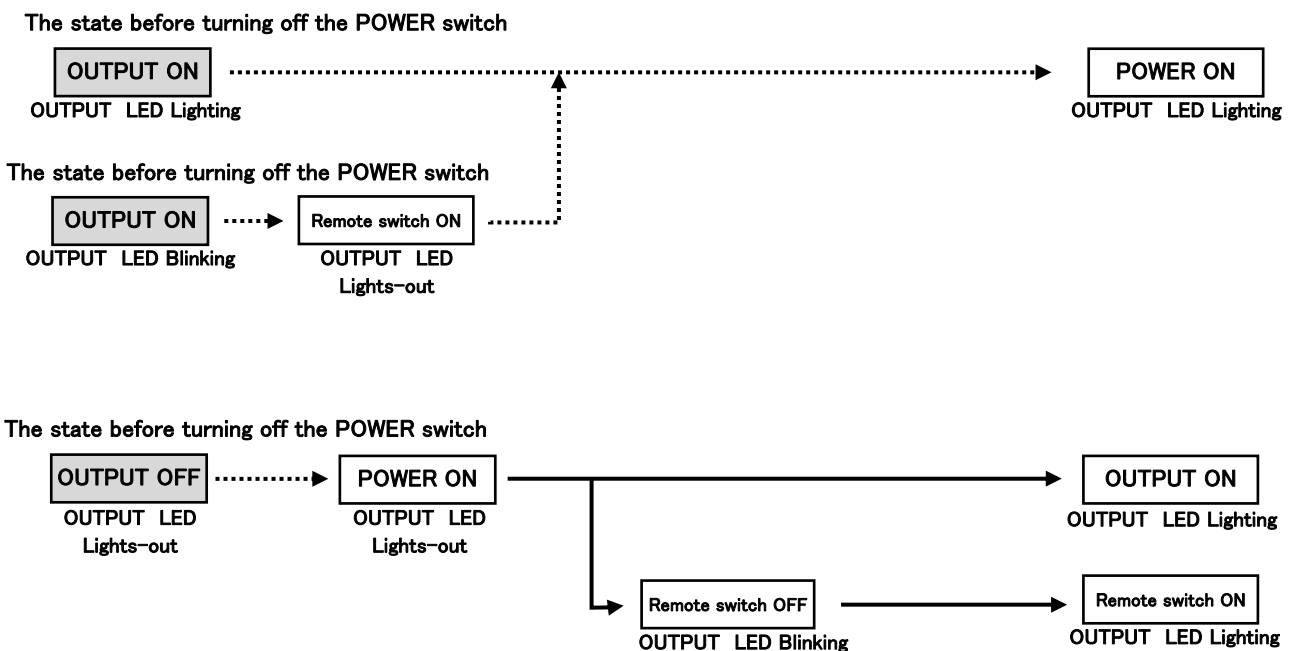 The state before turning off the POWER switch
OUTPUT ON
OUTPUT LED Lighting
POWER ON
OUTPUT LED Lighting
The state before turning off the POWER switch
OUTPUT ON
OUTPUT LED Blinking
Remote switch ON
OUTPUT LED
Lights-out
The state before turning off the POWER switch
OUTPUT OFF
OUTPUT LED
Lights-out
POWER ON
OUTPUT LED
Lights-out
OUTPUT ON
OUTPUT LED Lighting
Remote switch OFF
OUTPUT LED Blinking
Remote switch ON
OUTPUT LED Lighting